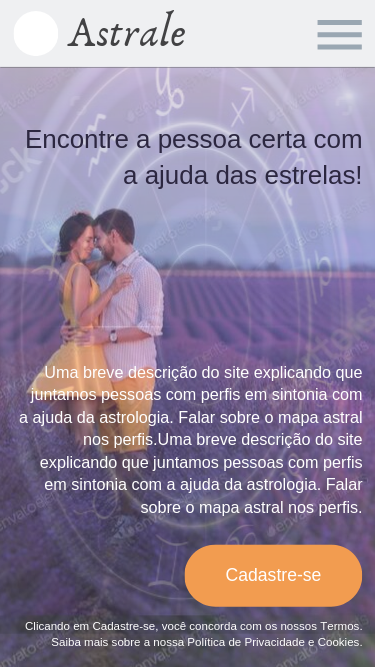 Astrale
Encontre a pessoa certa com
a ajuda das estrelas!
Uma breve descrição do site explicando que
juntamos pessoas com perfis em sintonia com
a ajuda da astrologia. Falar sobre o mapa astral
nos perfis.Uma breve descrição do site
explicando que juntamos pessoas com perfis
em sintonia com a ajuda da astrologia. Falar
sobre o mapa astral nos perfis.
Cadastre-se
Clicando em Cadastre-se, você concorda com os nossos Termos.
Saiba mais sobre a nossa Política de Privacidade e Cookies.